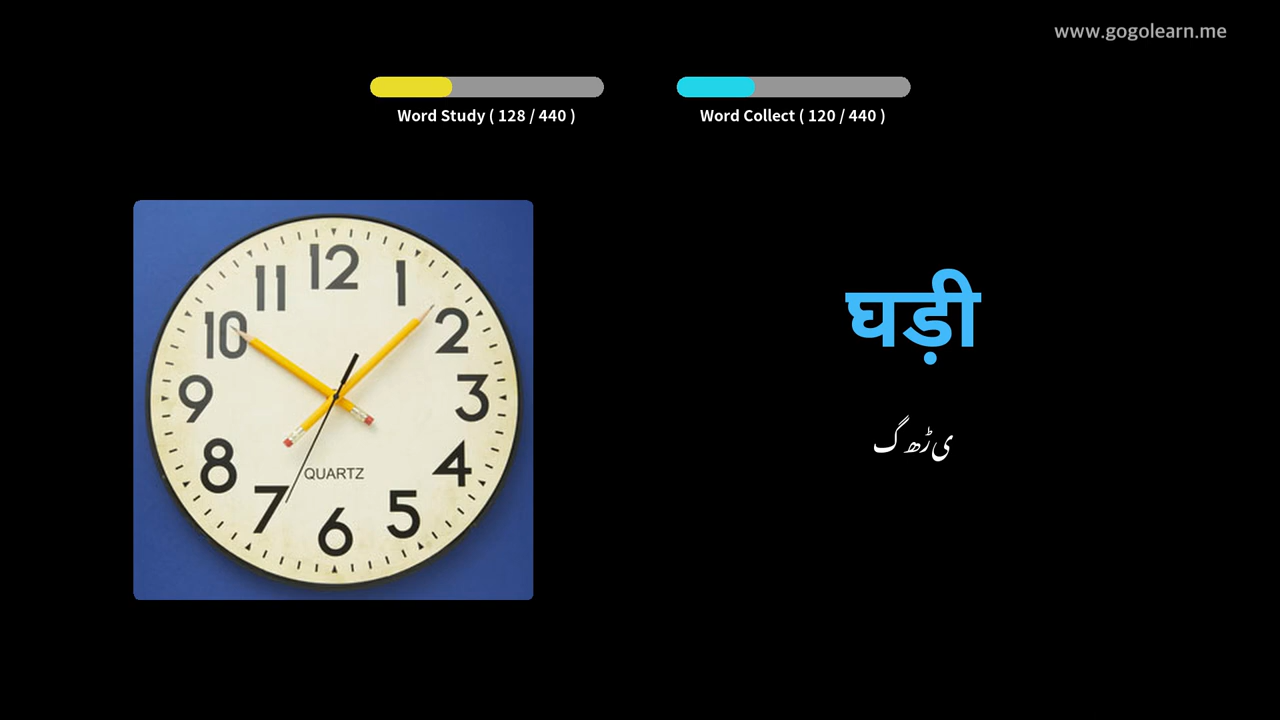 www.gogolearn.me
Word Study ( 128 / 440 )
Word Collect ( 120 / 440 )
12
11
1
10
2
9
3
8
4
7
5
6
QUARTZ
घड़ी
ی ڑھ گ